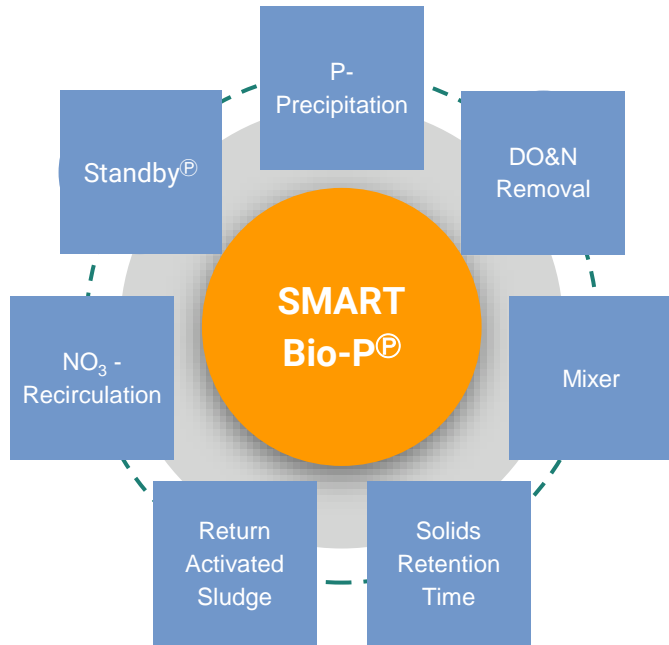 P-
Precipitation
DO&N
Removal
Mixer
Solids
Retention
Time
Return
Activated
Sludge
NO₃ -
Recirculation
Standby℗
SMART
Bio-P℗